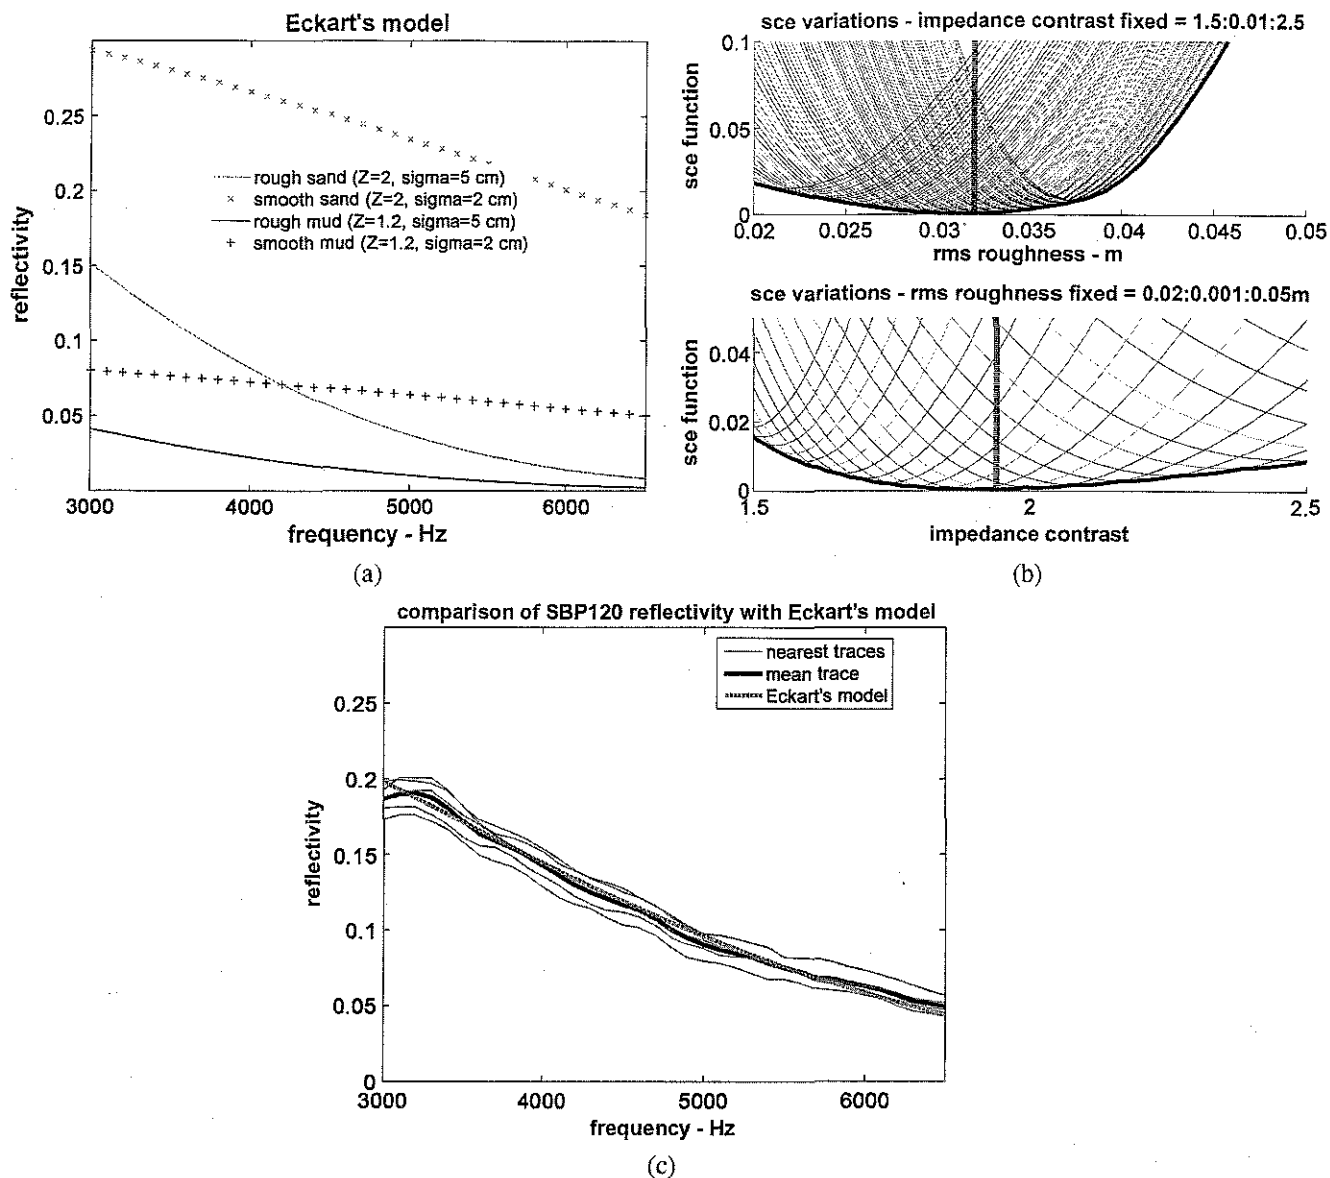 Eckart's model
reflectivity
0.25
0.2
0.15
0.1
0.05
rough sand (Z=2, sigma=5 cm)
smooth sand (Z=2, sigma=2 cm)
rough mud (Z=1.2, sigma=5 cm)
smooth mud (Z=1.2, sigma=2 cm)
3000 4000 5000 6000
frequency - Hz
(a)
sce variations - impedance contrast fixed = 1.5:0.01:2.5
sce function
0.1
0.05
0
0.02 0.025 0.03 0.035 0.04 0.045 0.05
rms roughness - m
sce variations - rms roughness fixed = 0.02:0.001:0.05m
sce function
0.04
0.02
0
1.5 2 2.5
impedance contrast
(b)
comparison of SBP120 reflectivity with Eckart's model
nearest traces
mean trace
Eckart's model
reflectivity
0.25
0.2
0.15
0.1
0.05
0
3000 4000 5000 6000
frequency - Hz
(c)